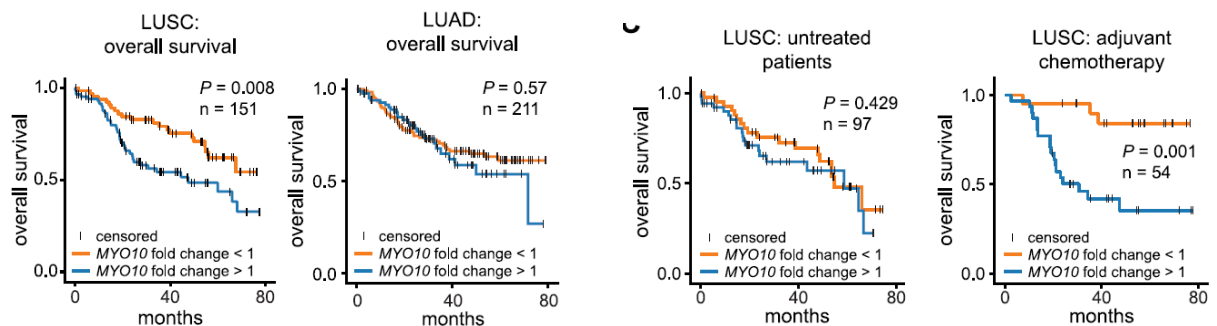 LUSC:
overall survival
overall survival
1.0
0.5
0.0
P = 0.008
n = 151
censored
MYO10 fold change < 1
MYO10 fold change > 1
0
40
80
months
LUAD:
overall survival
overall survival
1.0
0.5
0.0
P = 0.57
n = 211
censored
MYO10 fold change < 1
MYO10 fold change > 1
0
40
80
months
LUSC: untreated
patients
overall survival
1.0
0.5
0.0
P = 0.429
n = 97
censored
MYO10 fold change < 1
MYO10 fold change > 1
0
40
80
months
LUSC: adjuvant
chemotherapy
overall survival
1.0
0.5
0.0
P = 0.001
n = 54
censored
MYO10 fold change < 1
MYO10 fold change > 1
0
40
80
months